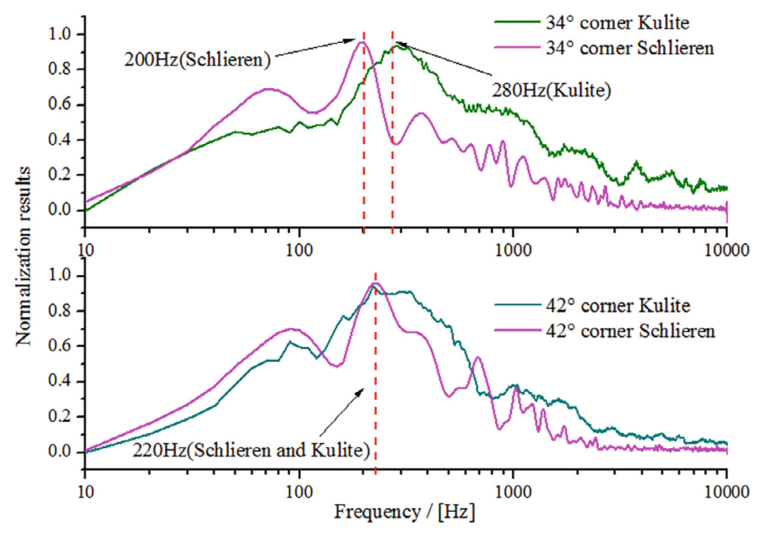 34° corner Kulite
34° corner Schlieren
200Hz(Schlieren)
280Hz(Kulite)
1.0
0.8
0.6
0.4
0.2
0.0
10
100
1000
10000
Normalization results
42° corner Kulite
42° corner Schlieren
220Hz(Schlieren and Kulite)
1.0
0.8
0.6
0.4
0.2
0.0
10
100
1000
10000
Frequency / [Hz]